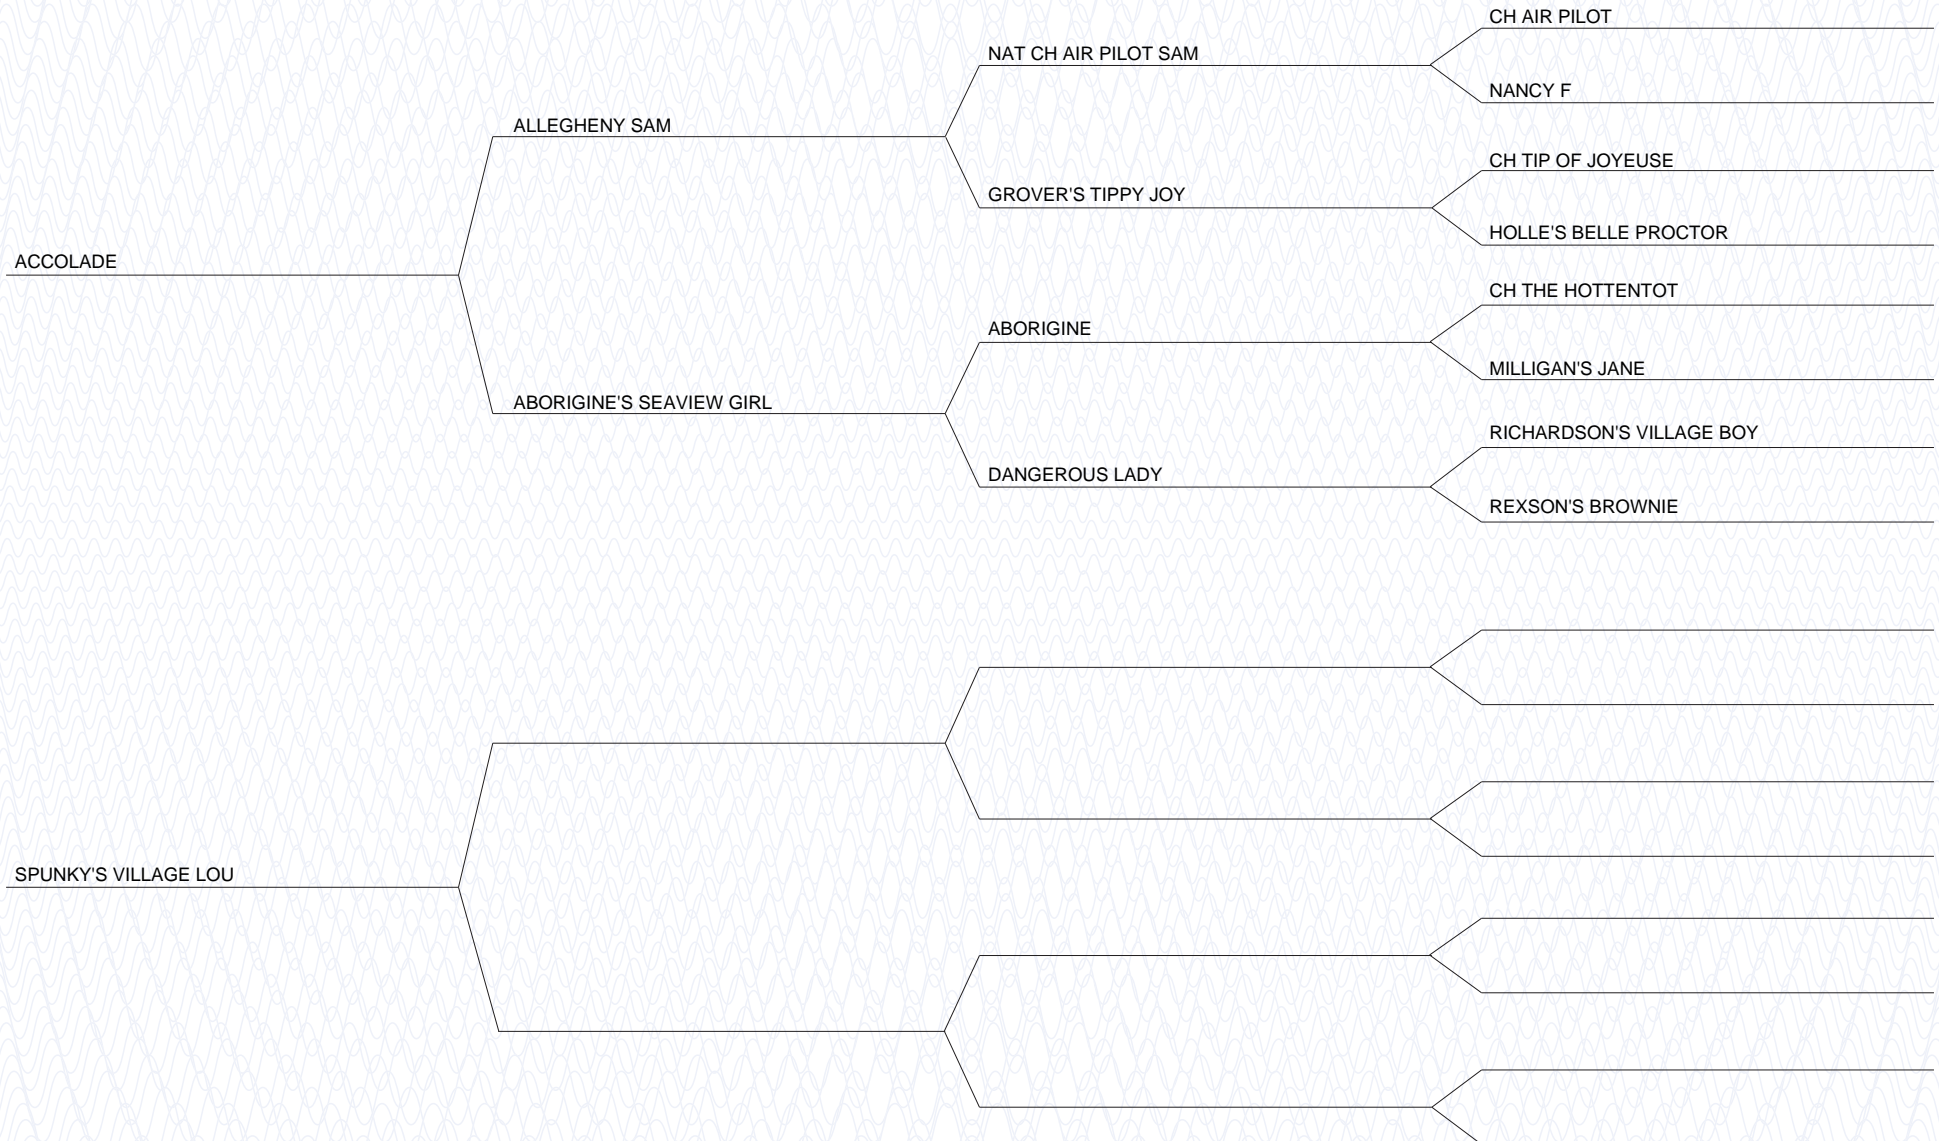 CH AIR PILOT
NAT CH AIR PILOT SAM
NANCY F
ALLEGHENY SAM
CH TIP OF JOYEUSE
GROVER'S TIPPY JOY
HOLLE'S BELLE PROCTOR
ACCOLADE
CH THE HOTTENTOT
ABORIGINE
MILLIGAN'S JANE
ABORIGINE'S SEAVIEW GIRL
RICHARDSON'S VILLAGE BOY
DANGEROUS LADY
REXSON'S BROWNIE
SPUNKY'S VILLAGE LOU